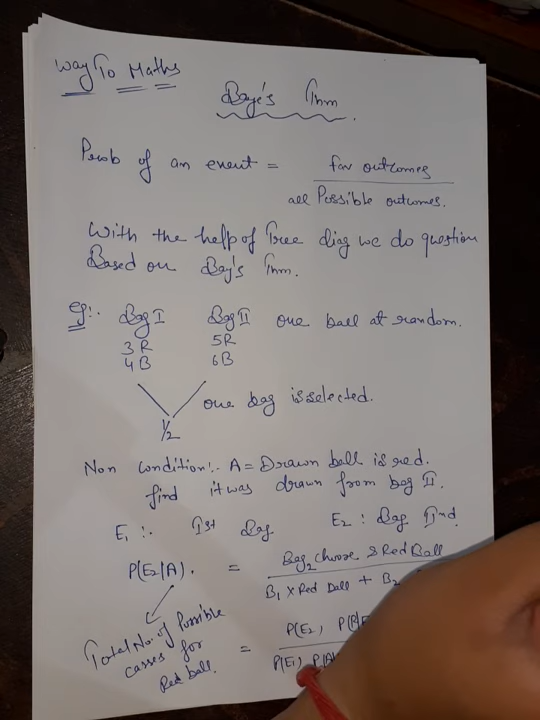 Way To Maths
Baye's Thm.
Prob of an event = fav outcomes
all Possible outcomes.
With the help of Tree diag we do question
Based on Bay's Thm.
eg:. Bag I Bag II one ball at random.
3R 5R
4B 6B
one bag is selected.
1/2
Non condition:. A = Drawn ball is red.
find it was drawn from bag II.
E1 :. Ist Bag E2 : Bag IInd.
P(E2/A). = Bag2 choose & Red Ball
B1 x Red Ball + B2
Total No. of Possible
casses for
Red ball.
= P(E2) P(A/E
P(E1) P(A/